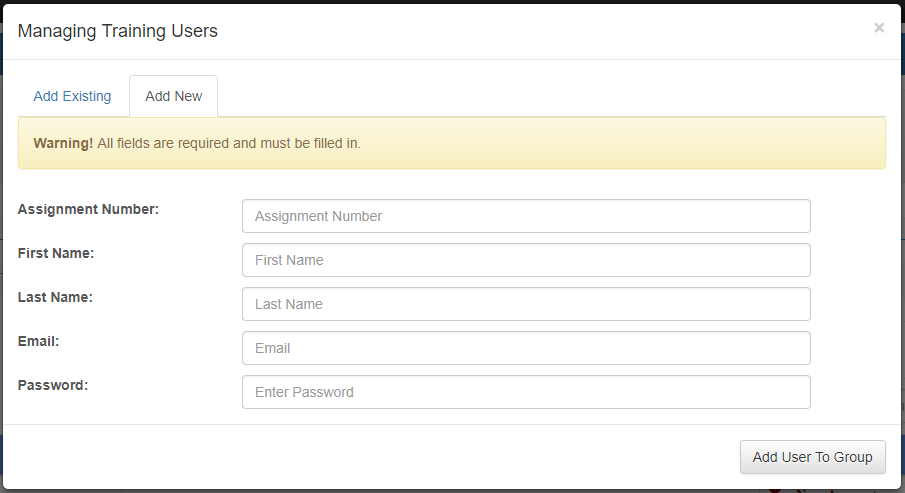 Managing Training Users
×
Add Existing
Add New
Warning! All fields are required and must be filled in.
Assignment Number:
Assignment Number
First Name:
First Name
Last Name:
Last Name
Email:
Email
Password:
Enter Password
Add User To Group